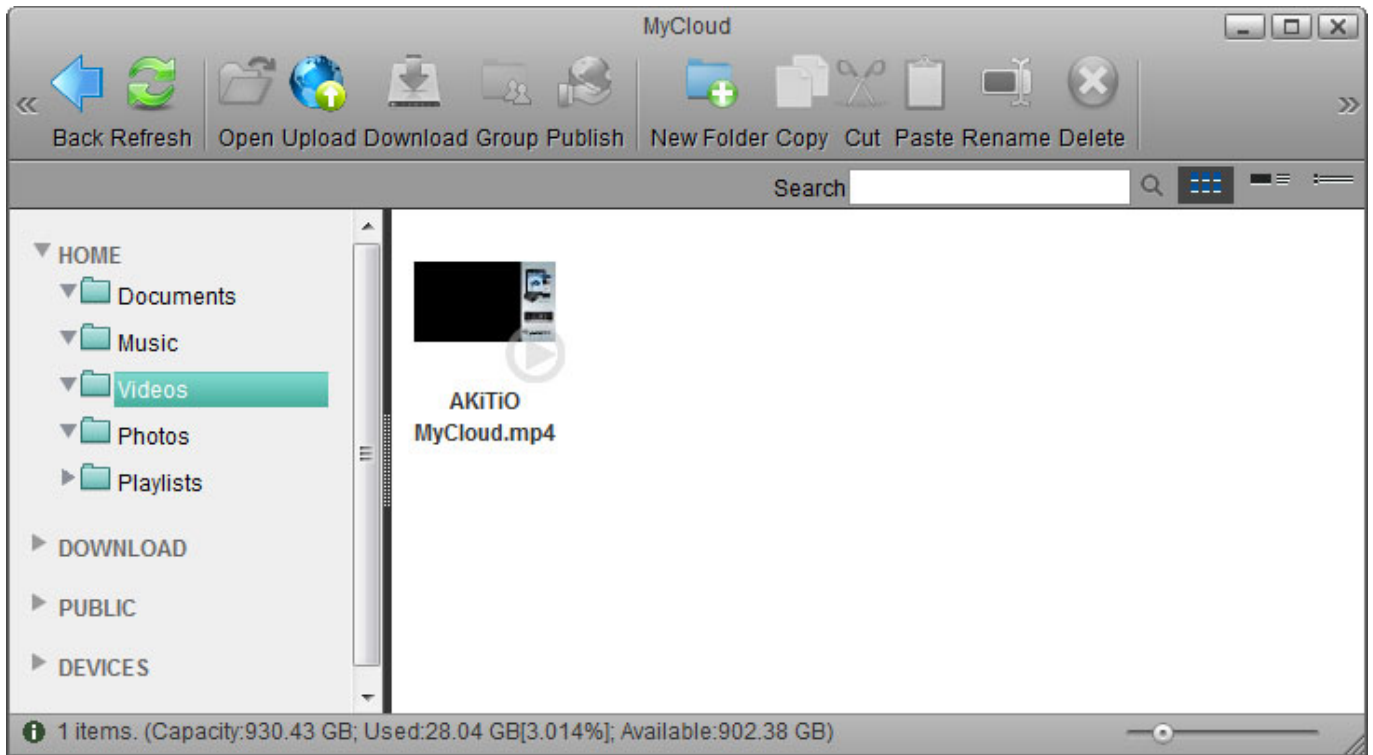 MyCloud
Back Refresh Open Upload Download Group Publish New Folder Copy Cut Paste Rename Delete
Search
HOME
Documents
Music
Videos
Photos
Playlists
DOWNLOAD
PUBLIC
DEVICES
AKiTiO
MyCloud.mp4
1 items. (Capacity:930.43 GB; Used:28.04 GB[3.014%]; Available:902.38 GB)